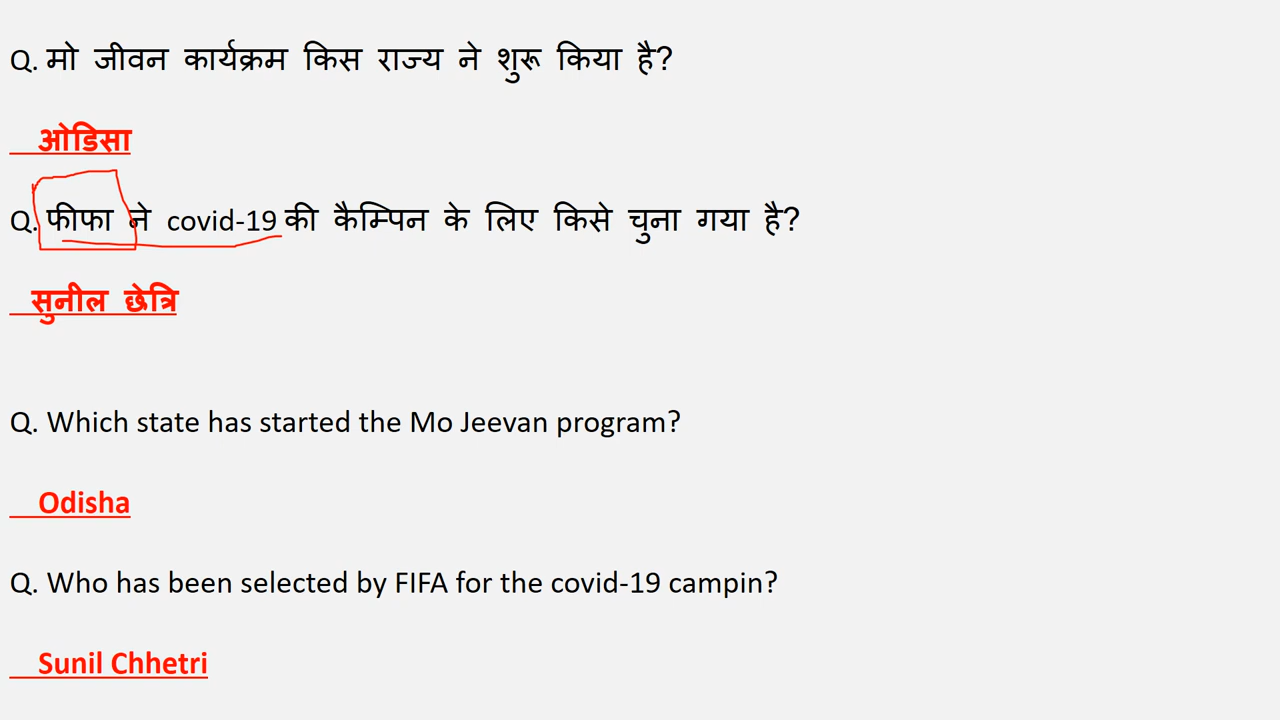 Q. मो जीवन कार्यक्रम किस राज्य ने शुरू किया है?
ओडिसा
Q. फीफा ने covid-19 की कैम्पिन के लिए किसे चुना गया है?
सुनील छेत्रि
Q. Which state has started the Mo Jeevan program?
Odisha
Q. Who has been selected by FIFA for the covid-19 campin?
Sunil Chhetri